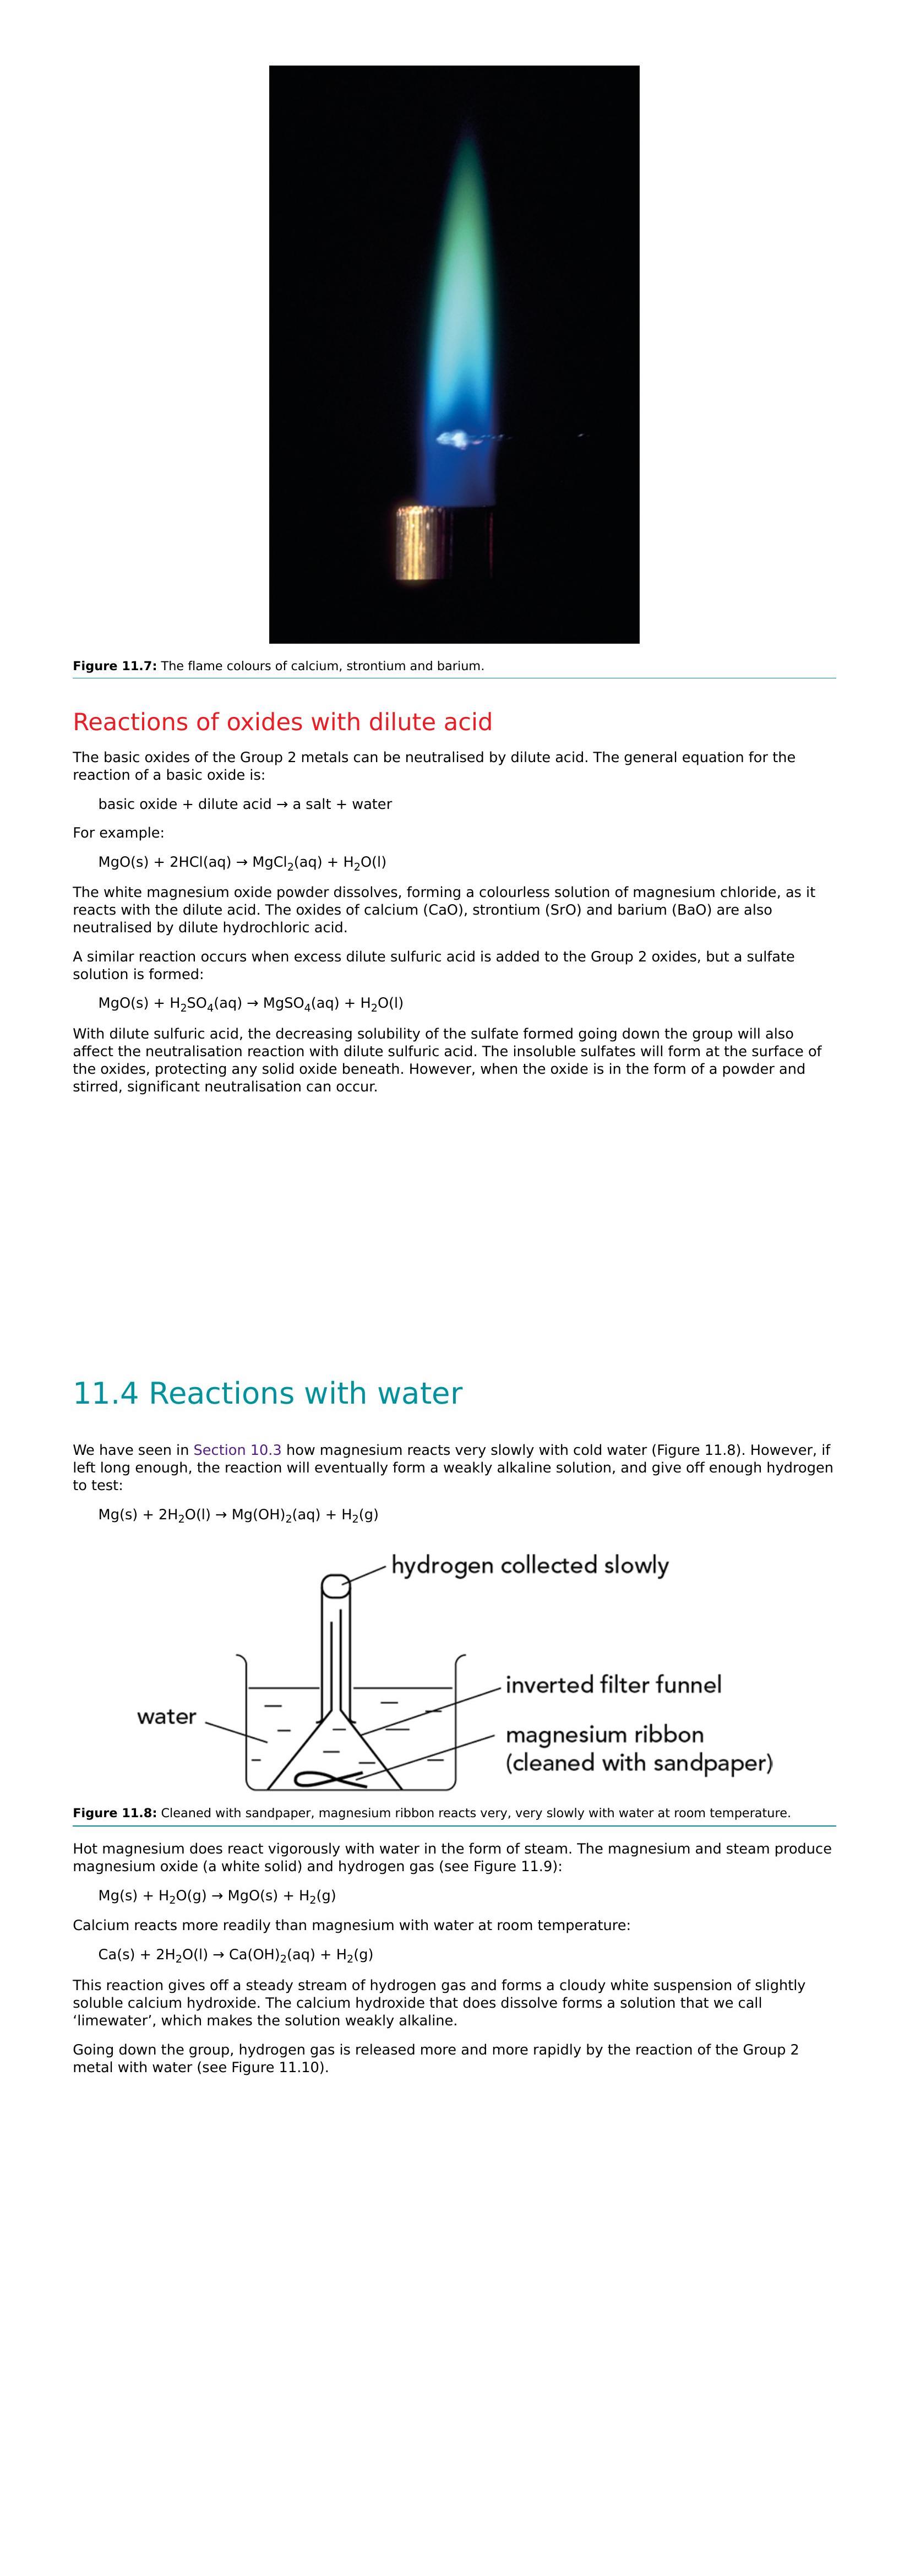 Figure 11.7: The flame colours of calcium, strontium and barium.
Reactions of oxides with dilute acid
The basic oxides of the Group 2 metals can be neutralised by dilute acid. The general equation for the
reaction of a basic oxide is:
basic oxide + dilute acid → a salt + water
For example:
MgO(s) + 2HCl(aq) → MgCl₂(aq) + H₂O(l)
The white magnesium oxide powder dissolves, forming a colourless solution of magnesium chloride, as it
reacts with the dilute acid. The oxides of calcium (CaO), strontium (SrO) and barium (BaO) are also
neutralised by dilute hydrochloric acid.
A similar reaction occurs when excess dilute sulfuric acid is added to the Group 2 oxides, but a sulfate
solution is formed:
MgO(s) + H₂SO₄(aq) → MgSO₄(aq) + H₂O(l)
With dilute sulfuric acid, the decreasing solubility of the sulfate formed going down the group will also
affect the neutralisation reaction with dilute sulfuric acid. The insoluble sulfates will form at the surface of
the oxides, protecting any solid oxide beneath. However, when the oxide is in the form of a powder and
stirred, significant neutralisation can occur.
11.4 Reactions with water
We have seen in Section 10.3 how magnesium reacts very slowly with cold water (Figure 11.8). However, if
left long enough, the reaction will eventually form a weakly alkaline solution, and give off enough hydrogen
to test:
Mg(s) + 2H₂O(l) → Mg(OH)₂(aq) + H₂(g)
hydrogen collected slowly
inverted filter funnel
water
magnesium ribbon
(cleaned with sandpaper)
Figure 11.8: Cleaned with sandpaper, magnesium ribbon reacts very, very slowly with water at room temperature.
Hot magnesium does react vigorously with water in the form of steam. The magnesium and steam produce
magnesium oxide (a white solid) and hydrogen gas (see Figure 11.9):
Mg(s) + H₂O(g) → MgO(s) + H₂(g)
Calcium reacts more readily than magnesium with water at room temperature:
Ca(s) + 2H₂O(l) → Ca(OH)₂(aq) + H₂(g)
This reaction gives off a steady stream of hydrogen gas and forms a cloudy white suspension of slightly
soluble calcium hydroxide. The calcium hydroxide that does dissolve forms a solution that we call
‘limewater’, which makes the solution weakly alkaline.
Going down the group, hydrogen gas is released more and more rapidly by the reaction of the Group 2
metal with water (see Figure 11.10).